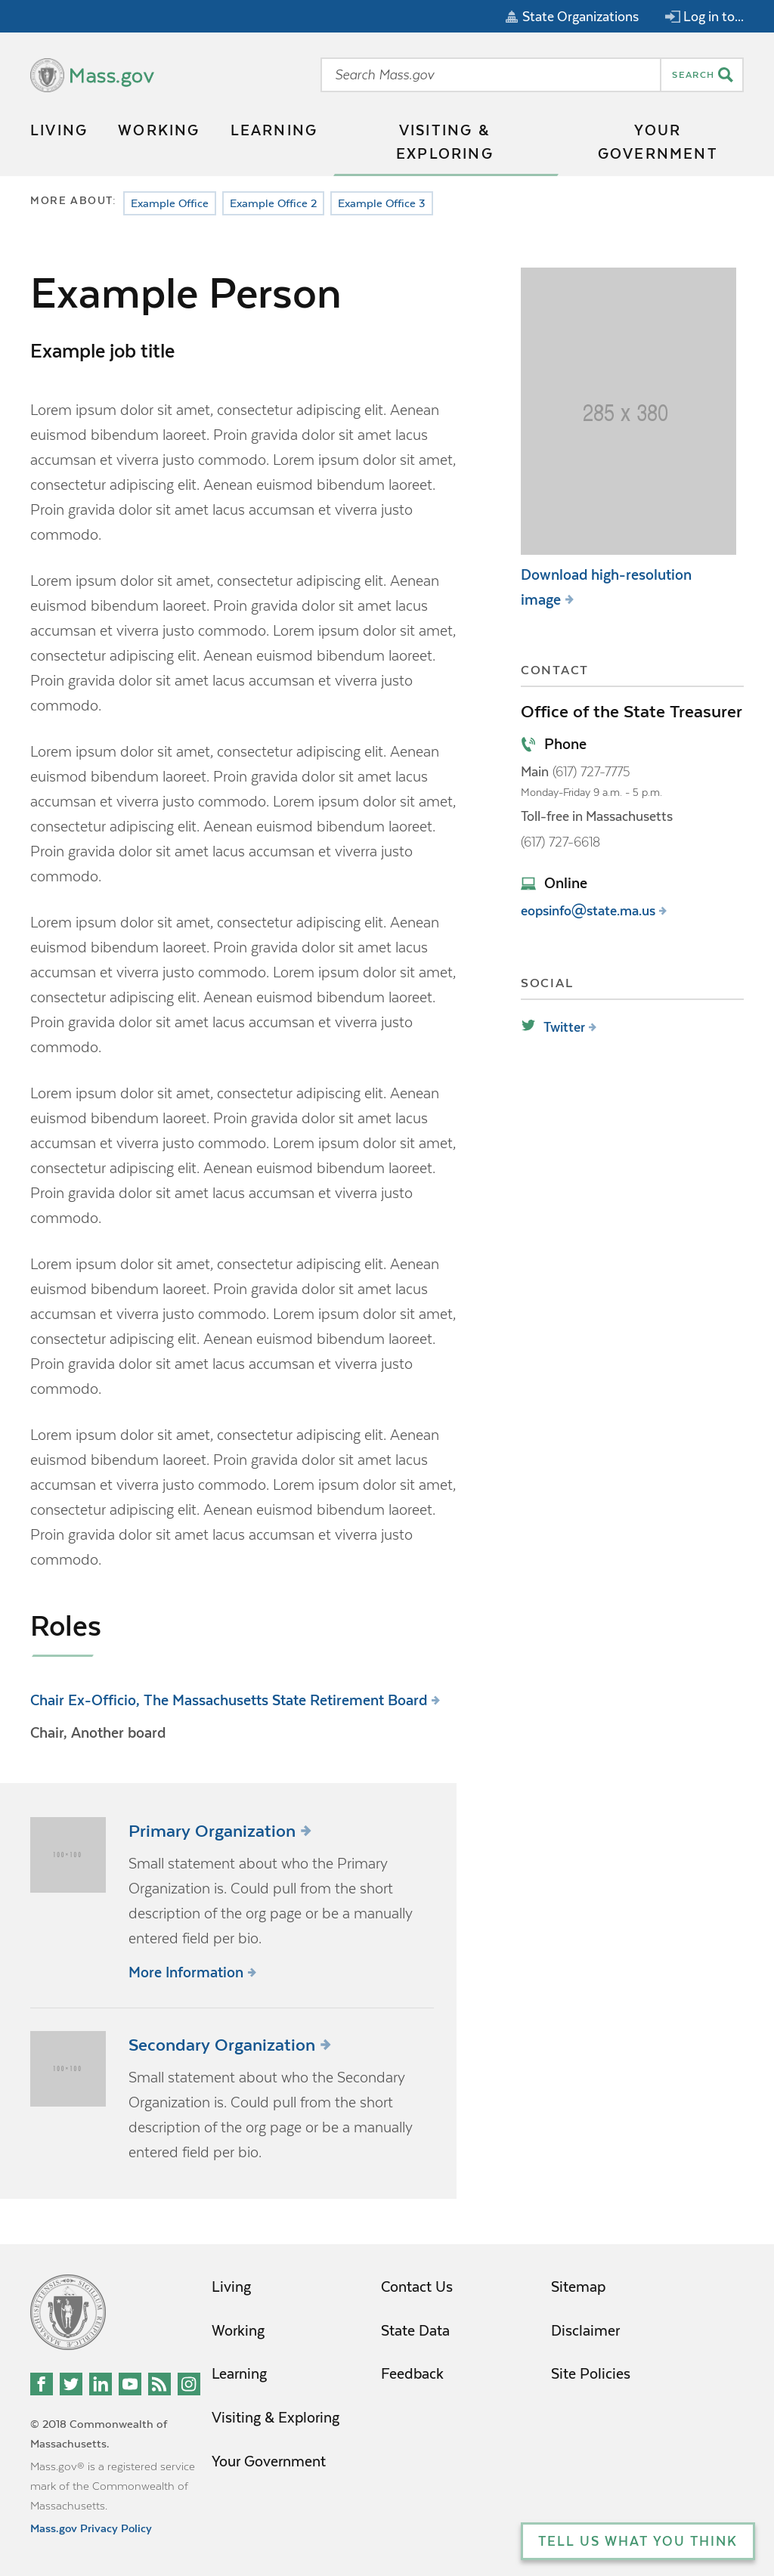 State Organizations
Log in to...
Mass.gov
Search Mass.gov
SEARCH
LIVING
WORKING
LEARNING
VISITING &
EXPLORING
YOUR
GOVERNMENT
MORE ABOUT:
Example Office
Example Office 2
Example Office 3
Example Person
Example job title
Lorem ipsum dolor sit amet, consectetur adipiscing elit. Aenean
euismod bibendum laoreet. Proin gravida dolor sit amet lacus
accumsan et viverra justo commodo. Lorem ipsum dolor sit amet,
consectetur adipiscing elit. Aenean euismod bibendum laoreet.
Proin gravida dolor sit amet lacus accumsan et viverra justo
commodo.
Lorem ipsum dolor sit amet, consectetur adipiscing elit. Aenean
euismod bibendum laoreet. Proin gravida dolor sit amet lacus
accumsan et viverra justo commodo. Lorem ipsum dolor sit amet,
consectetur adipiscing elit. Aenean euismod bibendum laoreet.
Proin gravida dolor sit amet lacus accumsan et viverra justo
commodo.
Lorem ipsum dolor sit amet, consectetur adipiscing elit. Aenean
euismod bibendum laoreet. Proin gravida dolor sit amet lacus
accumsan et viverra justo commodo. Lorem ipsum dolor sit amet,
consectetur adipiscing elit. Aenean euismod bibendum laoreet.
Proin gravida dolor sit amet lacus accumsan et viverra justo
commodo.
Lorem ipsum dolor sit amet, consectetur adipiscing elit. Aenean
euismod bibendum laoreet. Proin gravida dolor sit amet lacus
accumsan et viverra justo commodo. Lorem ipsum dolor sit amet,
consectetur adipiscing elit. Aenean euismod bibendum laoreet.
Proin gravida dolor sit amet lacus accumsan et viverra justo
commodo.
Lorem ipsum dolor sit amet, consectetur adipiscing elit. Aenean
euismod bibendum laoreet. Proin gravida dolor sit amet lacus
accumsan et viverra justo commodo. Lorem ipsum dolor sit amet,
consectetur adipiscing elit. Aenean euismod bibendum laoreet.
Proin gravida dolor sit amet lacus accumsan et viverra justo
commodo.
Lorem ipsum dolor sit amet, consectetur adipiscing elit. Aenean
euismod bibendum laoreet. Proin gravida dolor sit amet lacus
accumsan et viverra justo commodo. Lorem ipsum dolor sit amet,
consectetur adipiscing elit. Aenean euismod bibendum laoreet.
Proin gravida dolor sit amet lacus accumsan et viverra justo
commodo.
Lorem ipsum dolor sit amet, consectetur adipiscing elit. Aenean
euismod bibendum laoreet. Proin gravida dolor sit amet lacus
accumsan et viverra justo commodo. Lorem ipsum dolor sit amet,
consectetur adipiscing elit. Aenean euismod bibendum laoreet.
Proin gravida dolor sit amet lacus accumsan et viverra justo
commodo.
285 x 380
Download high-resolution
image
CONTACT
Office of the State Treasurer
Phone
Main (617) 727-7775
Monday-Friday 9 a.m. - 5 p.m.
Toll-free in Massachusetts
(617) 727-6618
Online
eopsinfo@state.ma.us
SOCIAL
Twitter
Roles
Chair Ex-Officio, The Massachusetts State Retirement Board
Chair, Another board
100×100
Primary Organization
Small statement about who the Primary
Organization is. Could pull from the short
description of the org page or be a manually
entered field per bio.
More Information
100×100
Secondary Organization
Small statement about who the Secondary
Organization is. Could pull from the short
description of the org page or be a manually
entered field per bio.
© 2018 Commonwealth of
Massachusetts.
Mass.gov® is a registered service
mark of the Commonwealth of
Massachusetts.
Mass.gov Privacy Policy
Living
Working
Learning
Visiting & Exploring
Your Government
Contact Us
State Data
Feedback
Sitemap
Disclaimer
Site Policies
TELL US WHAT YOU THINK